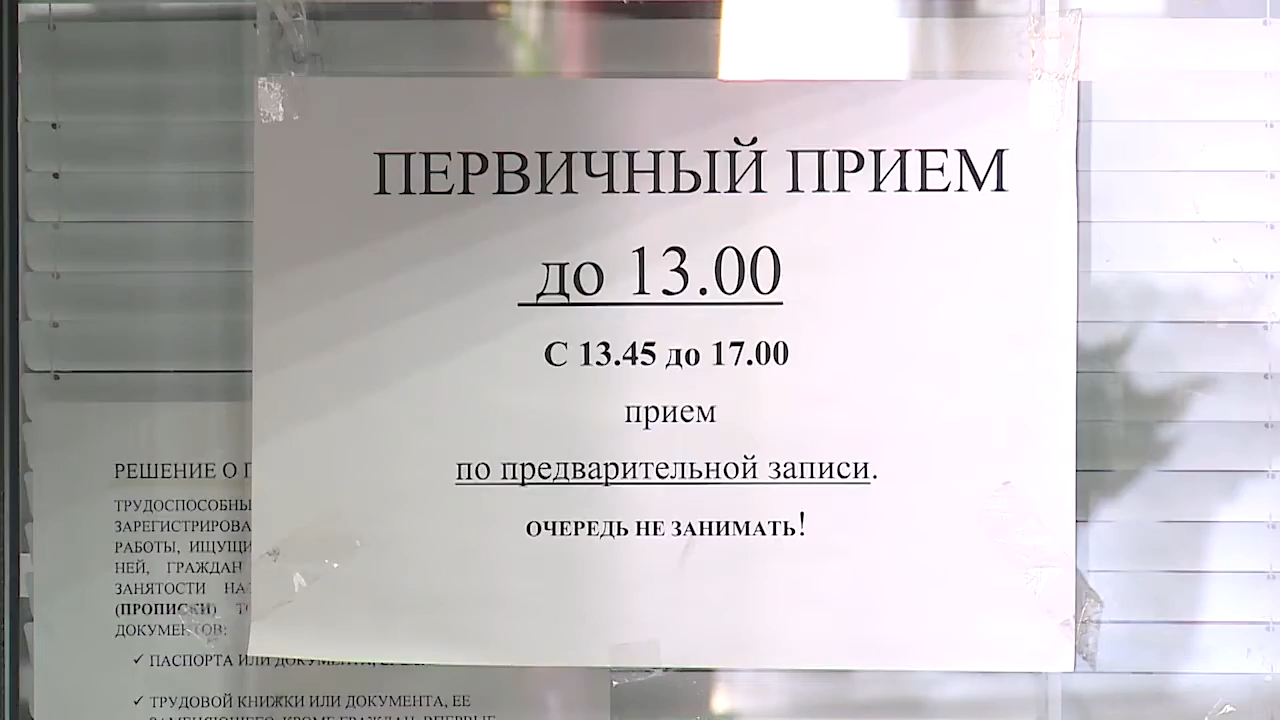 ПЕРВИЧНЫЙ ПРИЕМ
до 13.00
С 13.45 до 17.00
прием
по предварительной записи.
ОЧЕРЕДЬ НЕ ЗАНИМАТЬ!
РЕШЕНИЕ О
ТРУДОСПОСОБНЫ
ЗАРЕГИСТРИРОВА
РАБОТЫ, ИЩУЩИ
НЕЙ, ГРАЖДАН
ЗАНЯТОСТИ НА
(ПРОПИСКИ)
ДОКУМЕНТОВ:
✓ ПАСПОРТА ИЛИ ДОКУМЕНТА,
✓ ТРУДОВОЙ КНИЖКИ ИЛИ ДОКУМЕНТА, ЕЕ